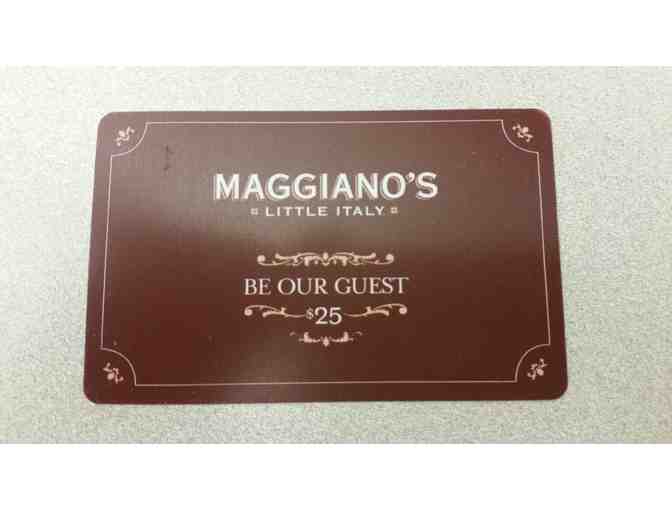 MAGGIANO'S
LITTLE ITALY
BE OUR GUEST
$25